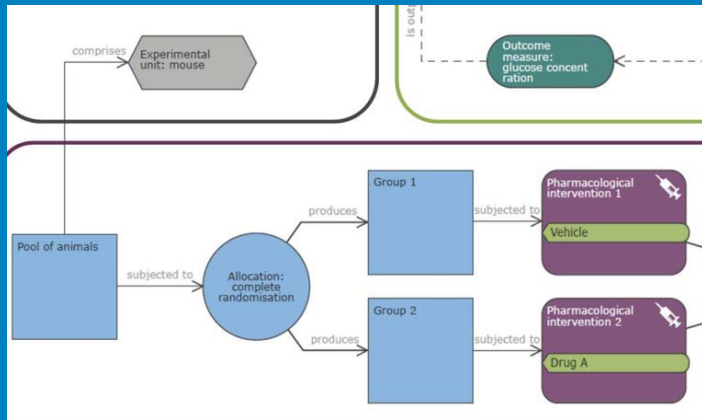 comprises
Experimental
unit: mouse
is outp
Outcome
measure:
glucose concent
ration
Pool of animals
subjected to
Allocation:
complete
randomisation
produces
Group 1
subjected to
Pharmacological
intervention 1
Vehicle
produces
Group 2
subjected to
Pharmacological
intervention 2
Drug A